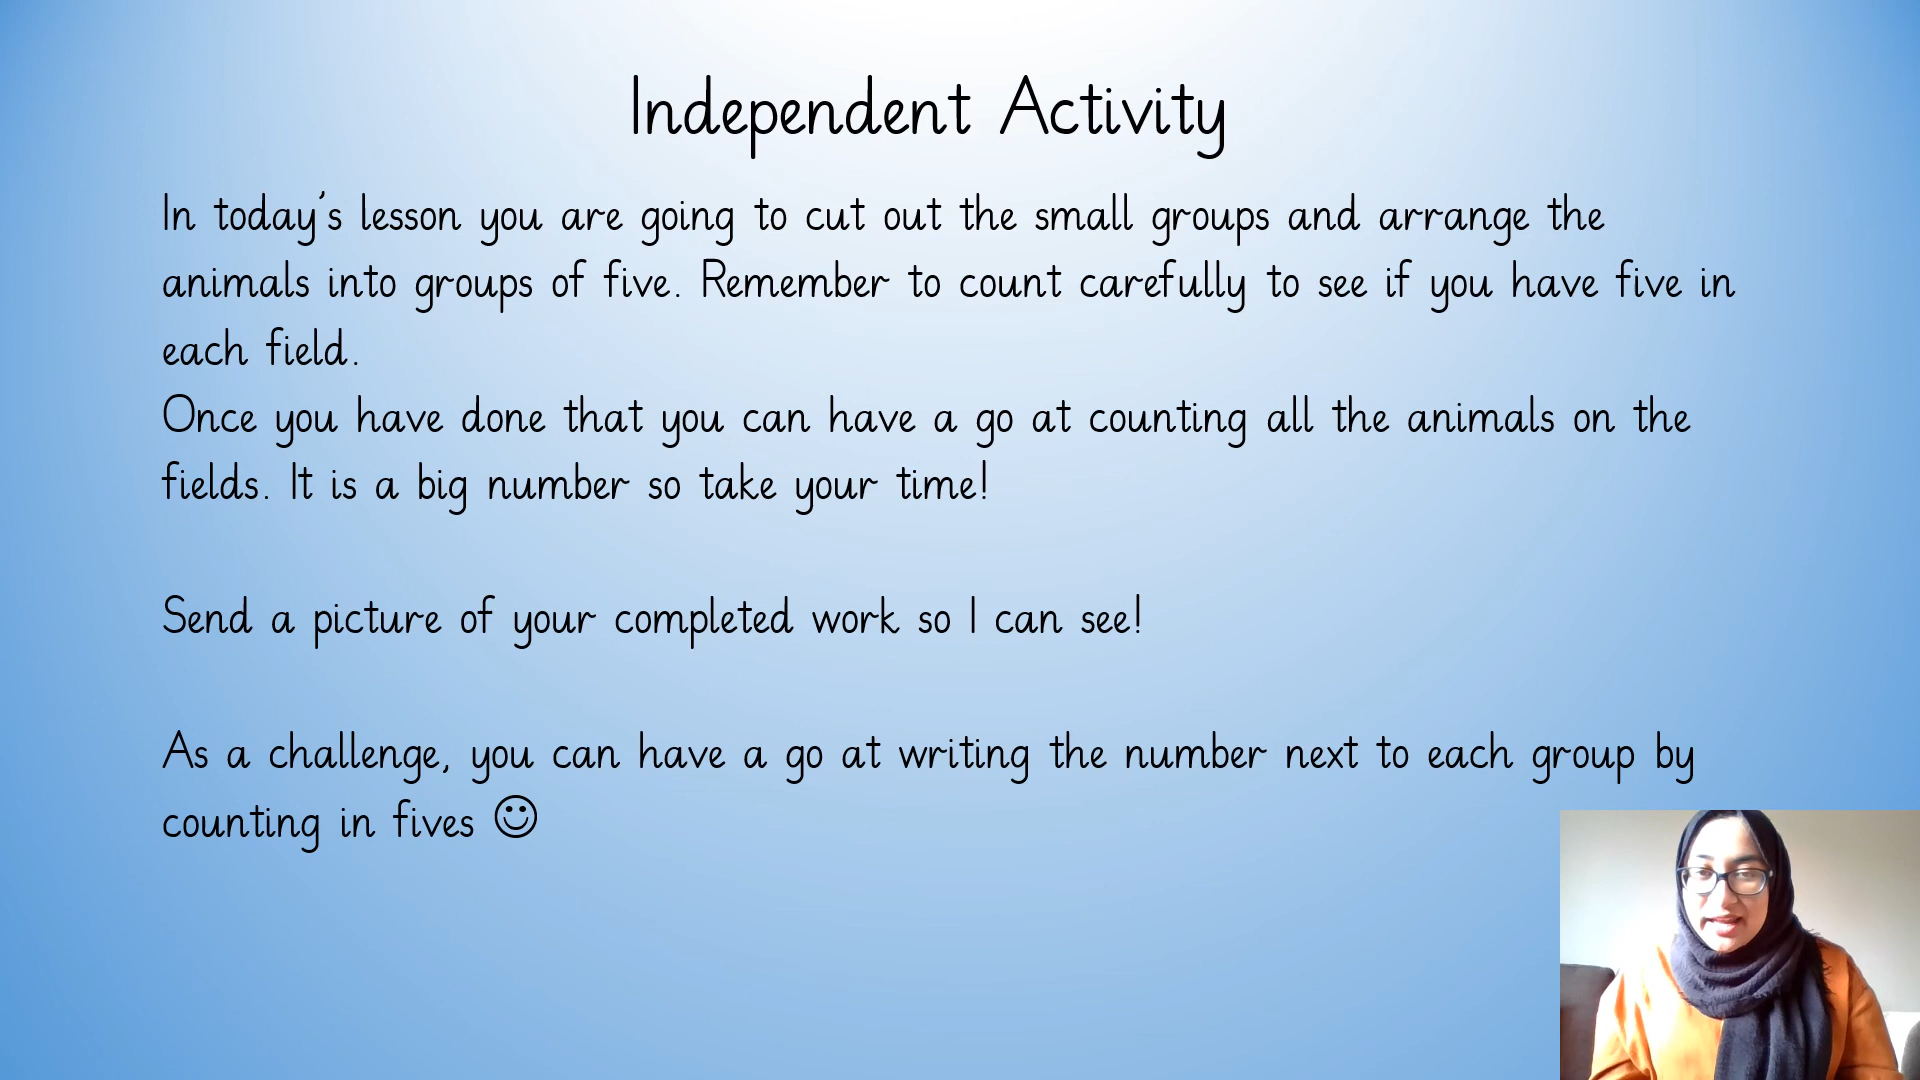 Independent Activity
In today's lesson you are going to cut out the small groups and arrange the
animals into groups of five. Remember to count carefully to see if you have five in
each field.
Once you have done that you can have a go at counting all the animals on the
fields. It is a big number so take your time!
Send a picture of your completed work so I can see!
As a challenge, you can have a go at writing the number next to each group by
counting in fives ☺